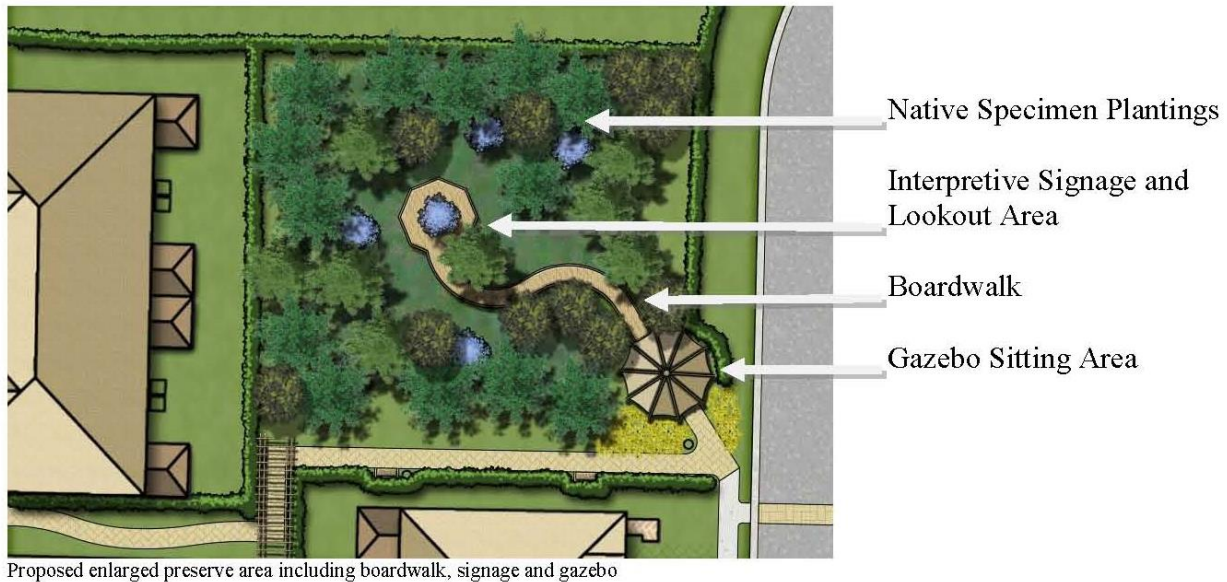 Native Specimen Plantings
Interpretive Signage and
Lookout Area
Boardwalk
Gazebo Sitting Area
Proposed enlarged preserve area including boardwalk, signage and gazebo